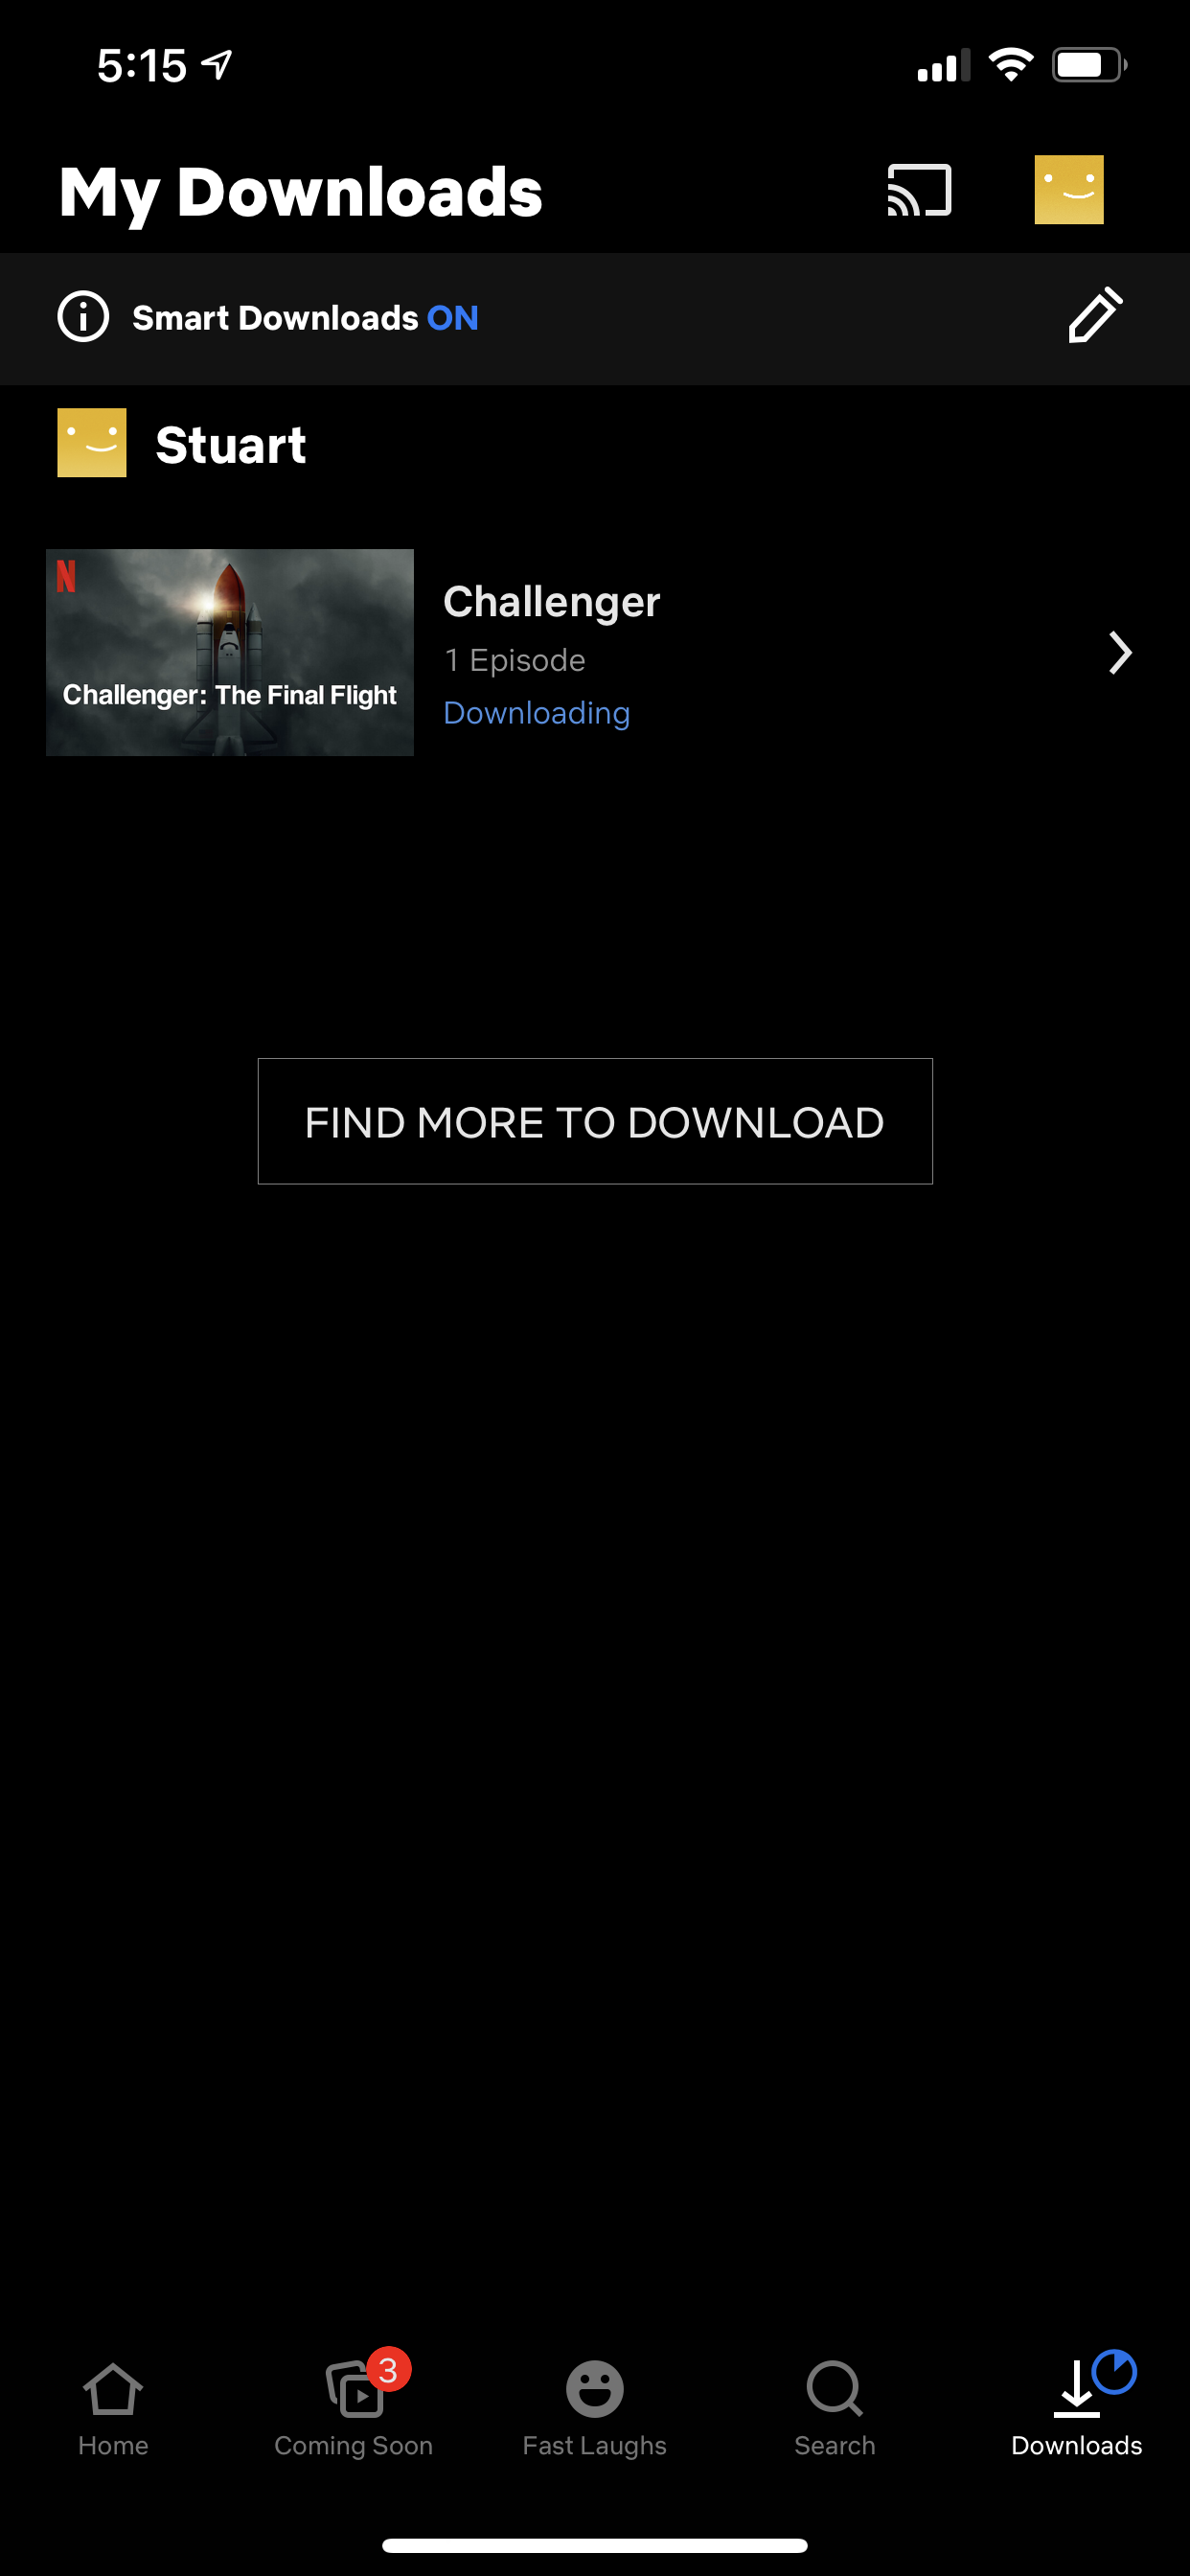 5:15
My Downloads
Smart Downloads ON
Stuart
N
Challenger: The Final Flight
Challenger
1 Episode
Downloading
FIND MORE TO DOWNLOAD
3
Home
Coming Soon
Fast Laughs
Search
Downloads